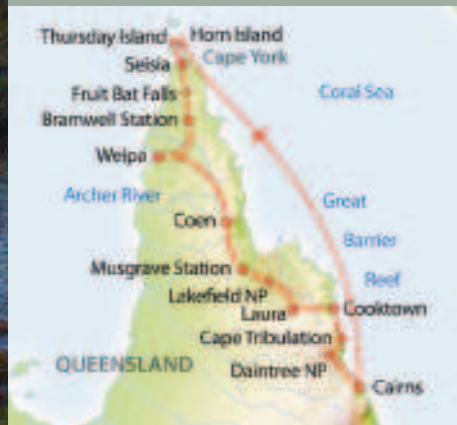 Thursday Island
Horn Island
Seisia
Cape York
Fruit Bat Falls
Coral Sea
Bramwell Station
Weipa
Archer River
Great
Coen
Barrier
Musgrave Station
Reef
Lakefield NP
Laura
Cooktown
Cape Tribulation
QUEENSLAND
Daintree NP
Cairns